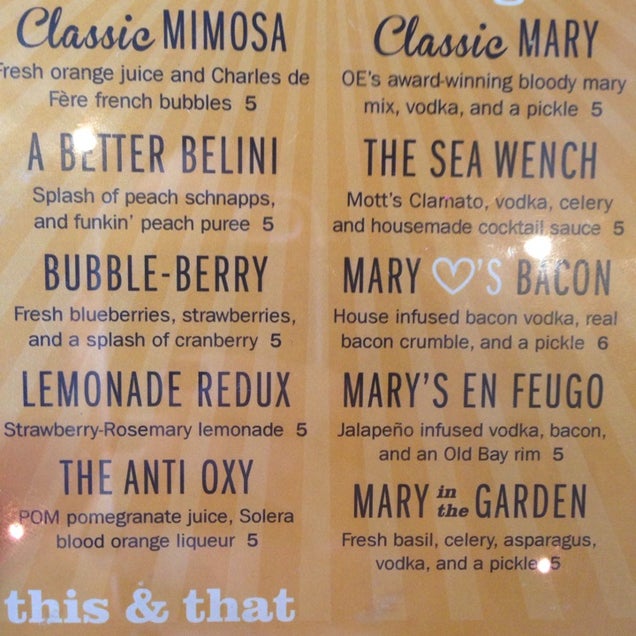 Classic MIMOSA
Fresh orange juice and Charles de
Fère french bubbles 5
A BETTER BELINI
Splash of peach schnapps,
and funkin' peach puree 5
BUBBLE-BERRY
Fresh blueberries, strawberries,
and a splash of cranberry 5
LEMONADE REDUX
Strawberry-Rosemary lemonade 5
THE ANTI OXY
POM pomegranate juice, Solera
blood orange liqueur 5
this & that
Classic MARY
OE's award-winning bloody mary
mix, vodka, and a pickle 5
THE SEA WENCH
Mott's Clamato, vodka, celery
and housemade cocktail sauce 5
MARY ♡'S BACON
House infused bacon vodka, real
bacon crumble, and a pickle 6
MARY'S EN FEUGO
Jalapeño infused vodka, bacon,
and an Old Bay rim 5
MARY in the GARDEN
Fresh basil, celery, asparagus,
vodka, and a pickle 5